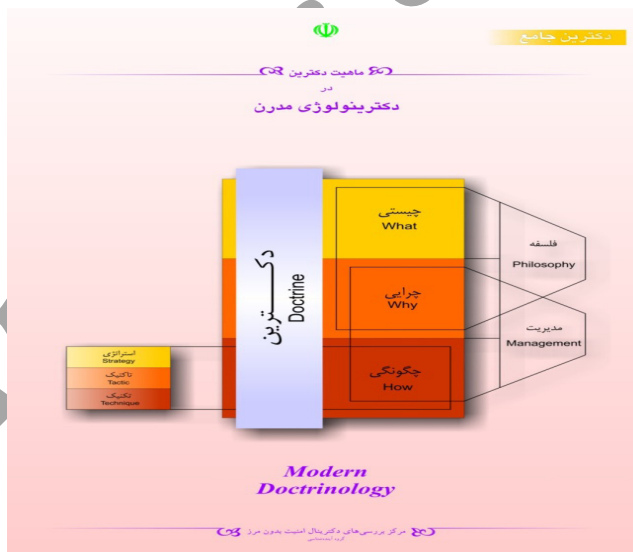 دکترین جامع
ماهیت دکترین
در
دکترینولوژی مدرن
چیستی
What
فلسفه
Philosophy
دکـــترین
Doctrine
چرایی
Why
مدیریت
Management
استراتژی
Strategy
تاکتیک
Tactic
تکنیک
Technique
چگونگی
How
Modern
Doctrinology
مرکز بررسی‌های دکترینال امنیت بدون مرز